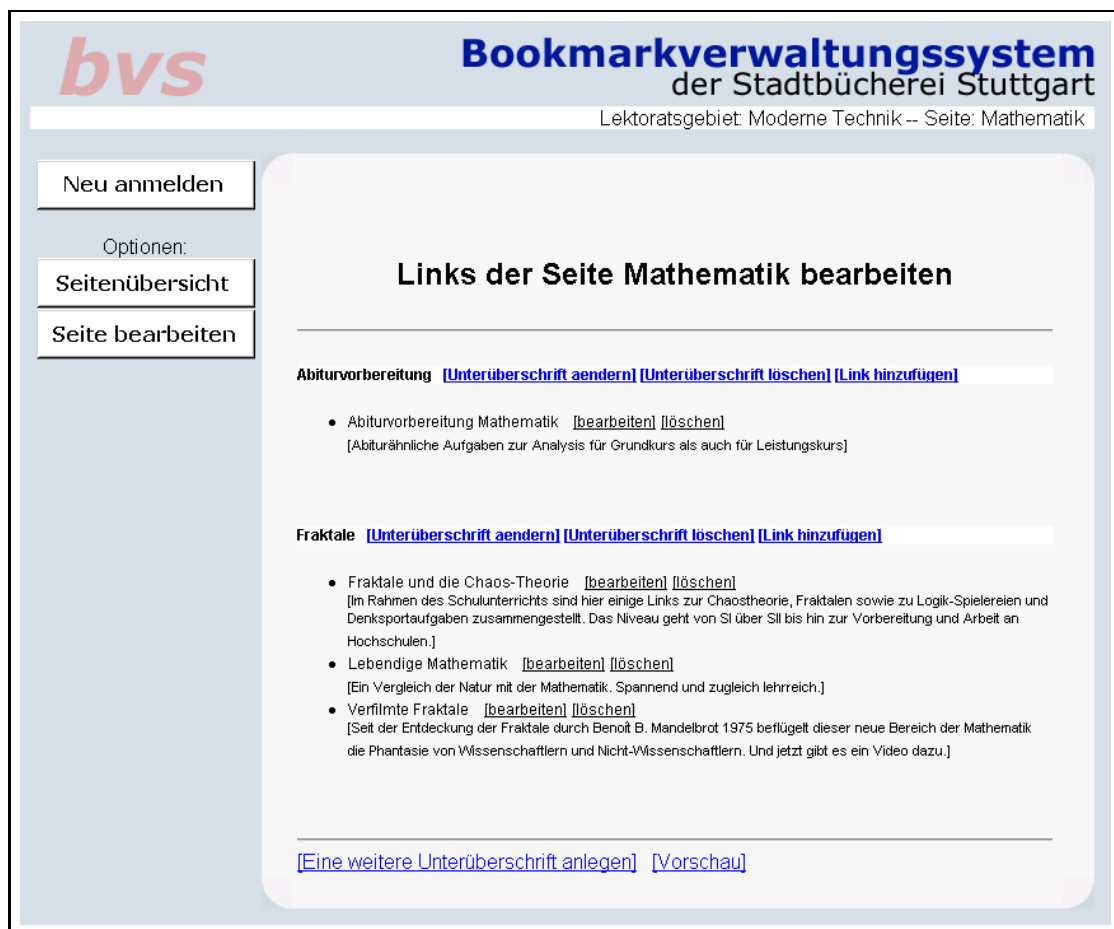 bvs
Bookmarkverwaltungssystem
der Stadtbücherei Stuttgart
Lektoratsgebiet: Moderne Technik -- Seite: Mathematik
Neu anmelden
Optionen:
Seitenübersicht
Seite bearbeiten
Links der Seite Mathematik bearbeiten
Abiturvorbereitung [Unterüberschrift aendern] [Unterüberschrift löschen] [Link hinzufügen]
• Abiturvorbereitung Mathematik [bearbeiten] [löschen]
[Abiturähnliche Aufgaben zur Analysis für Grundkurs als auch für Leistungskurs]
Fraktale [Unterüberschrift aendern] [Unterüberschrift löschen] [Link hinzufügen]
• Fraktale und die Chaos-Theorie [bearbeiten] [löschen]
[Im Rahmen des Schulunterrichts sind hier einige Links zur Chaostheorie, Fraktalen sowie zu Logik-Spielereien und
Denksportaufgaben zusammengestellt. Das Niveau geht von SI über SII bis hin zur Vorbereitung und Arbeit an
Hochschulen.]
• Lebendige Mathematik [bearbeiten] [löschen]
[Ein Vergleich der Natur mit der Mathematik. Spannend und zugleich lehrreich.]
• Verfilmte Fraktale [bearbeiten] [löschen]
[Seit der Entdeckung der Fraktale durch Benoît B. Mandelbrot 1975 beflügelt dieser neue Bereich der Mathematik
die Phantasie von Wissenschaftlern und Nicht-Wissenschaftlern. Und jetzt gibt es ein Video dazu.]
[Eine weitere Unterüberschrift anlegen] [Vorschau]